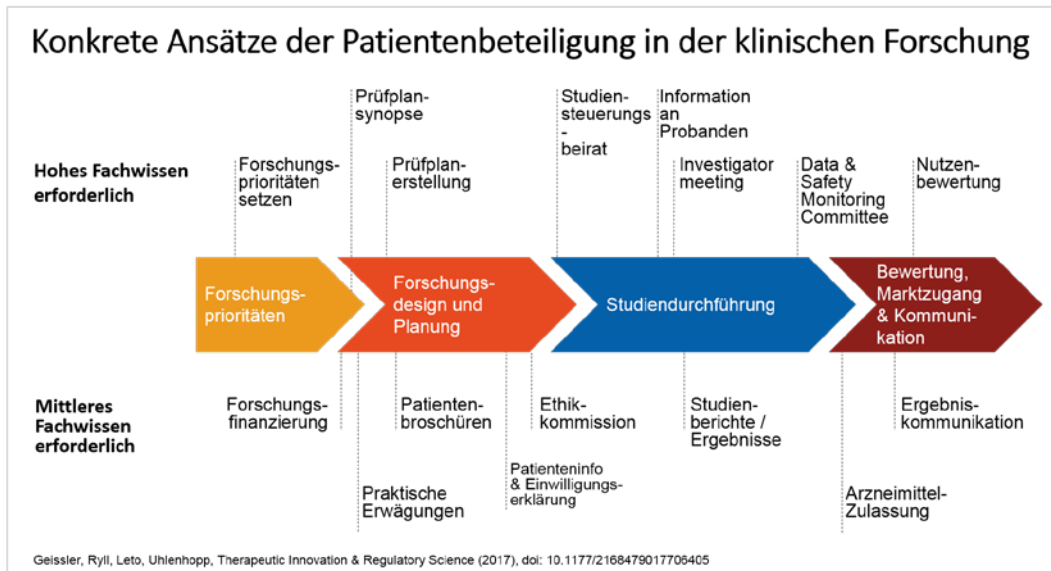 Konkrete Ansätze der Patientenbeteiligung in der klinischen Forschung
Hohes Fachwissen
erforderlich
Forschungs-
prioritäten
setzen
Prüfplan-
synopse
Prüfplan-
erstellung
Studien-
steuerungs
-
beirat
Information
an
Probanden
Investigator
meeting
Data &
Safety
Monitoring
Committee
Nutzen-
bewertung
Forschungs-
prioritäten
Forschungs-
design und
Planung
Studiendurchführung
Bewertung,
Marktzugang
& Kommuni-
kation
Mittleres
Fachwissen
erforderlich
Forschungs-
finanzierung
Praktische
Erwägungen
Patienten-
broschüren
Patienteninfo
& Einwilligungs-
erklärung
Ethik-
kommission
Studien-
berichte /
Ergebnisse
Arzneimittel-
Zulassung
Ergebnis-
kommunikation
Geissler, Ryll, Leto, Uhlenhopp, Therapeutic Innovation & Regulatory Science (2017), doi: 10.1177/2168479017706405